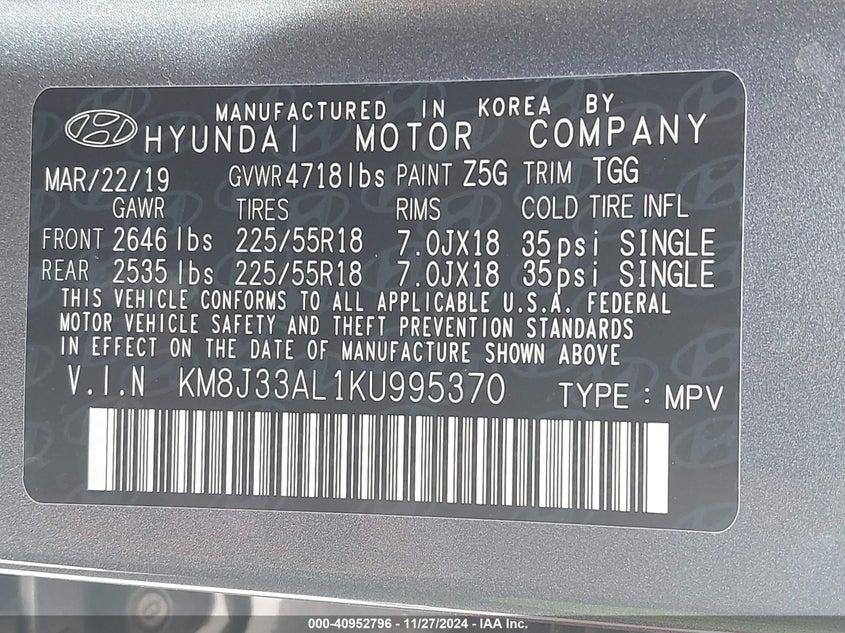 MANUFACTURED IN KOREA BY
HYUNDAI MOTOR COMPANY
MAR/22/19 GVWR 4718lbs PAINT Z5G TRIM TGG
GAWR TIRES RIMS COLD TIRE INFL
FRONT 2646 lbs 225/55R18 7.0JX18 35psi SINGLE
REAR 2535 lbs 225/55R18 7.0JX18 35psi SINGLE
THIS VEHICLE CONFORMS TO ALL APPLICABLE U.S.A. FEDERAL
MOTOR VEHICLE SAFETY AND THEFT PREVENTION STANDARDS
IN EFFECT ON THE DATE OF MANUFACTURE SHOWN ABOVE
V.I.N KM8J33AL1KU995370 TYPE : MPV
000-40952796 - 11/27/2024 - IAA Inc.